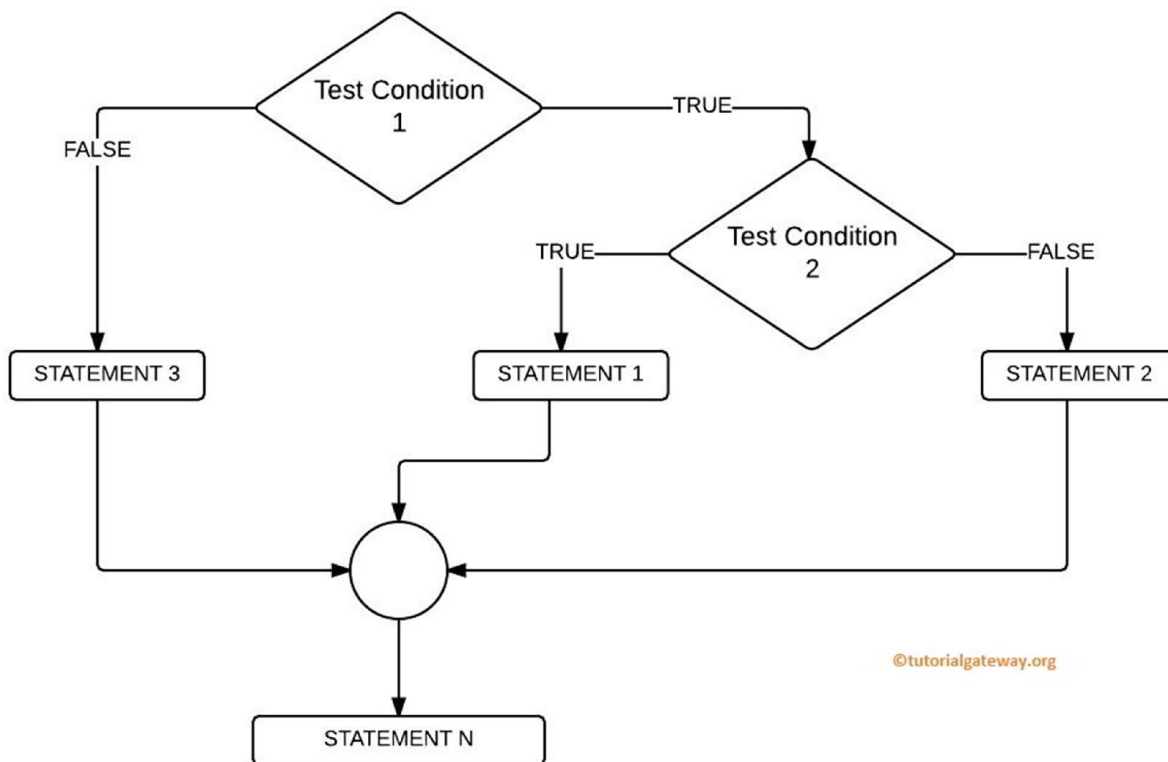 Test Condition
1
TRUE
FALSE
Test Condition
2
TRUE
FALSE
STATEMENT 3
STATEMENT 1
STATEMENT 2
©tutorialgateway.org
STATEMENT N